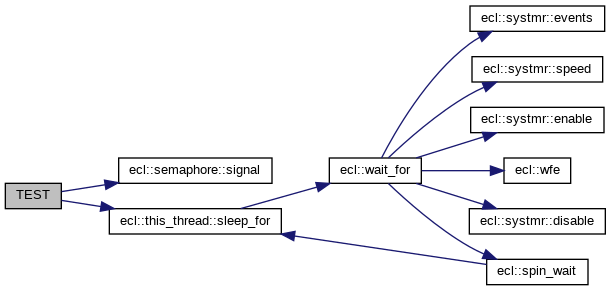 TEST
ecl::semaphore::signal
ecl::this_thread::sleep_for
ecl::wait_for
ecl::systmr::events
ecl::systmr::speed
ecl::systmr::enable
ecl::wfe
ecl::systmr::disable
ecl::spin_wait